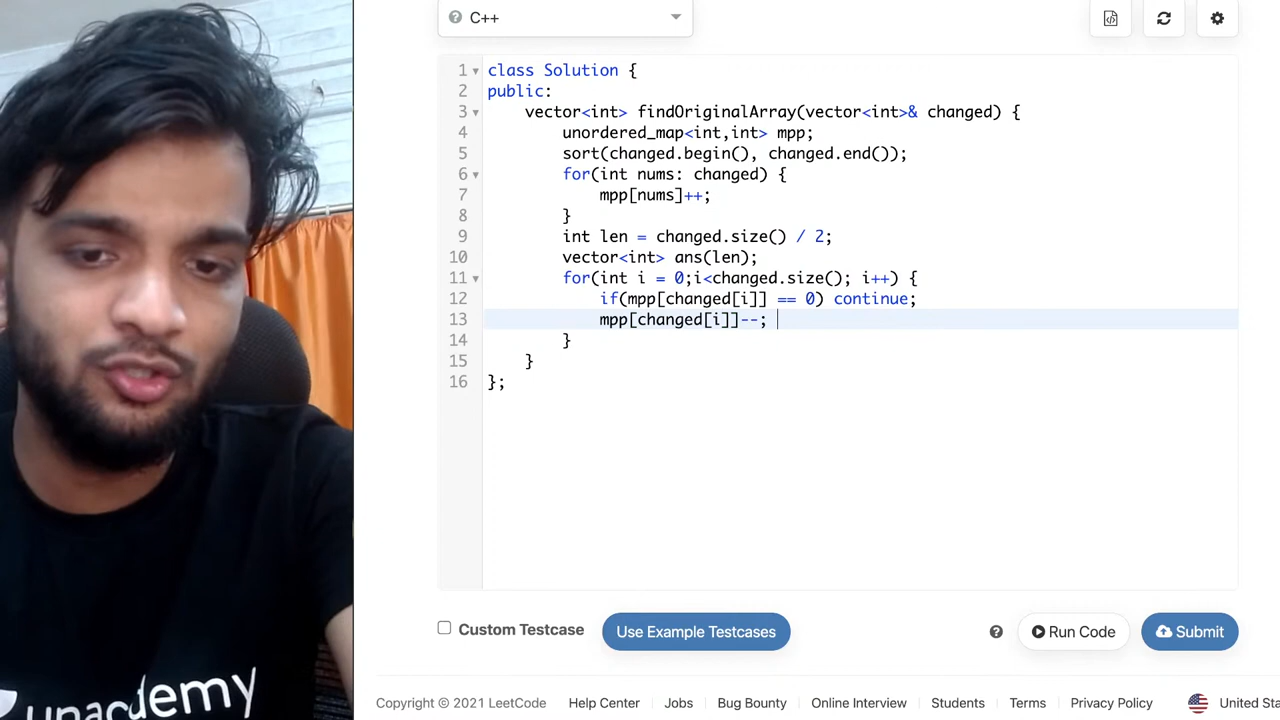 C++
1 class Solution {
2 public:
3 vector<int> findOriginalArray(vector<int>& changed) {
4 unordered_map<int,int> mpp;
5 sort(changed.begin(), changed.end());
6 for(int nums: changed) {
7 mpp[nums]++;
8 }
9 int len = changed.size() / 2;
10 vector<int> ans(len);
11 for(int i = 0;i<changed.size(); i++) {
12 if(mpp[changed[i]] == 0) continue;
13 mpp[changed[i]]--;
14 }
15 }
16 };
Custom Testcase Use Example Testcases Run Code Submit
Copyright © 2021 LeetCode Help Center Jobs Bug Bounty Online Interview Students Terms Privacy Policy United Sta
unacademy